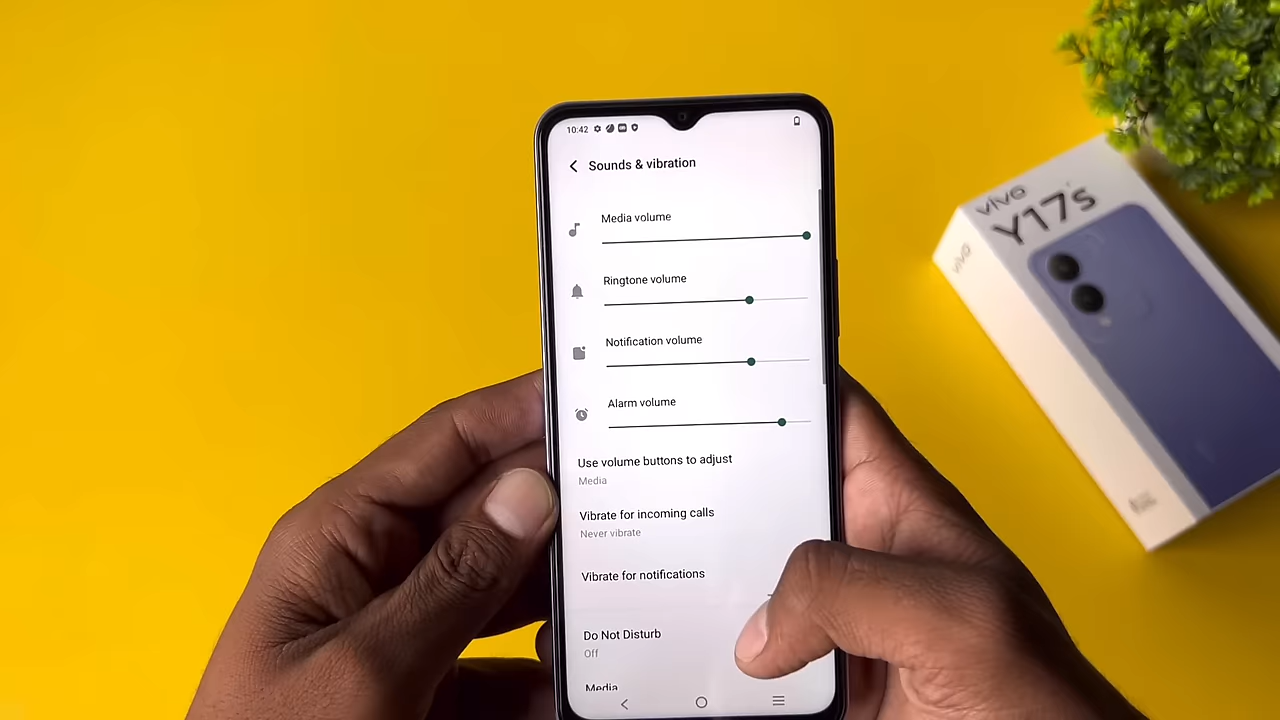 10:42
Sounds & vibration
Media volume
Ringtone volume
Notification volume
Alarm volume
Use volume buttons to adjust
Media
Vibrate for incoming calls
Never vibrate
Vibrate for notifications
Do Not Disturb
Off
Media
vivo
Y17s
vivo